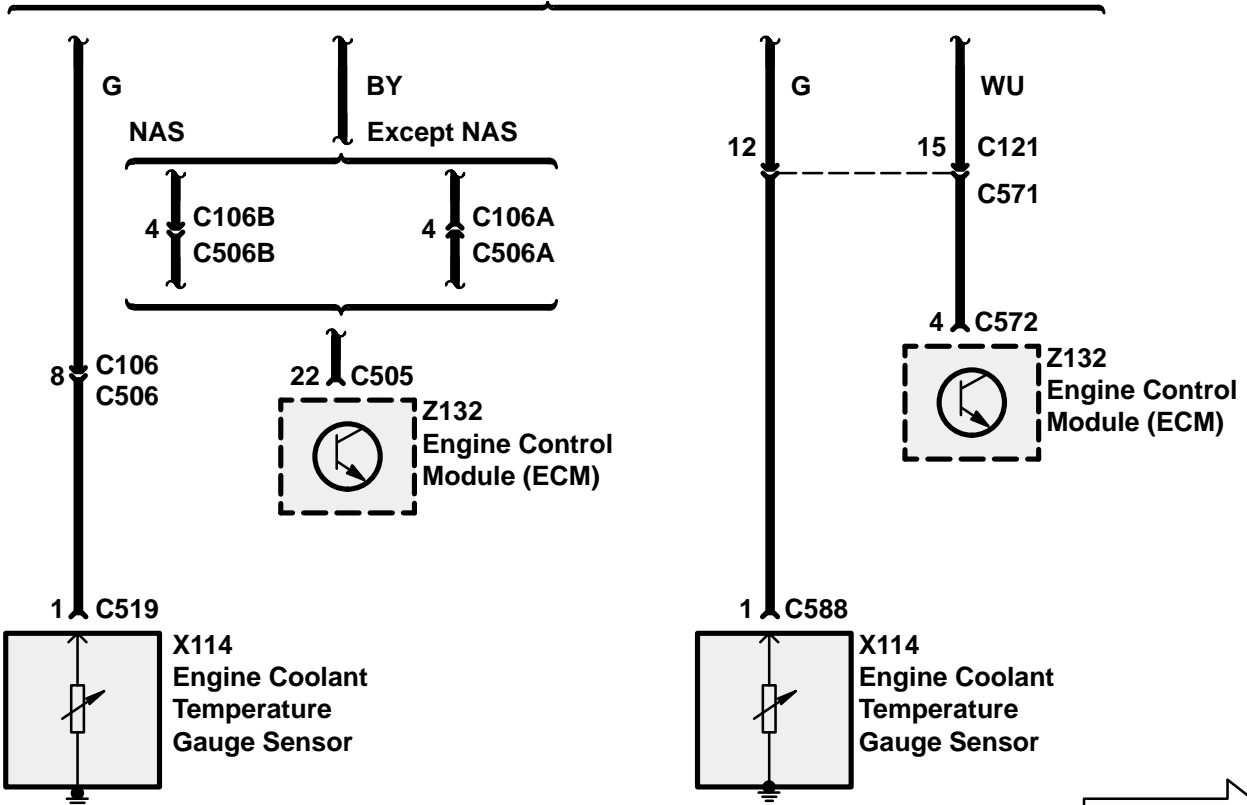 G
BY
G
WU
NAS
Except NAS
12
15
C121
C571
4
C106B
C506B
4
C106A
C506A
8
C106
C506
22
C505
Z132
Engine Control
Module (ECM)
4
C572
Z132
Engine Control
Module (ECM)
1
C519
X114
Engine Coolant
Temperature
Gauge Sensor
1
C588
X114
Engine Coolant
Temperature
Gauge Sensor